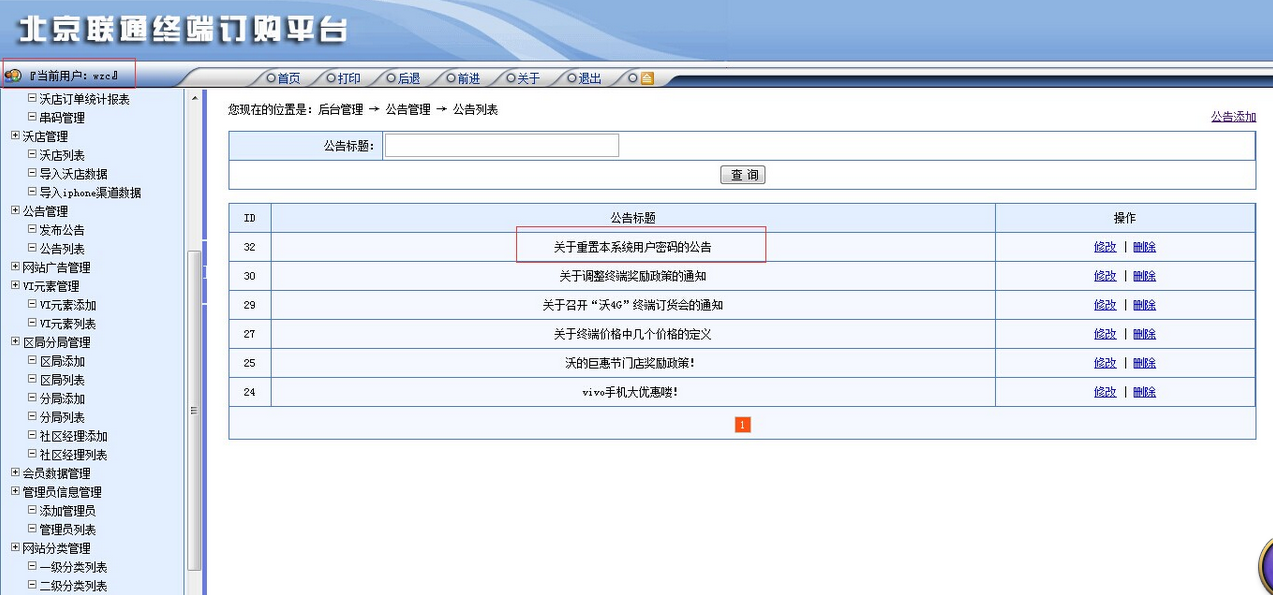 北京联通终端订购平台
『当前用户: wzc』
首页 打印 后退 前进 关于 退出
沃店订单统计报表
串码管理
沃店管理
沃店列表
导入沃店数据
导入iphone渠道数据
公告管理
发布公告
公告列表
网站广告管理
VI元素管理
VI元素添加
VI元素列表
区局分局管理
区局添加
区局列表
分局添加
分局列表
社区经理添加
社区经理列表
会员数据管理
管理员信息管理
添加管理员
管理员列表
网站分类管理
一级分类列表
二级分类列表
您现在的位置是: 后台管理 → 公告管理 → 公告列表
公告添加
公告标题:
查 询
ID 公告标题 操作
32 关于重置本系统用户密码的公告 修改 | 删除
30 关于调整终端奖励政策的通知 修改 | 删除
29 关于召开“沃4G”终端订货会的通知 修改 | 删除
27 关于终端价格中几个价格的定义 修改 | 删除
25 沃的巨惠节门店奖励政策! 修改 | 删除
24 vivo手机大优惠喽! 修改 | 删除
1